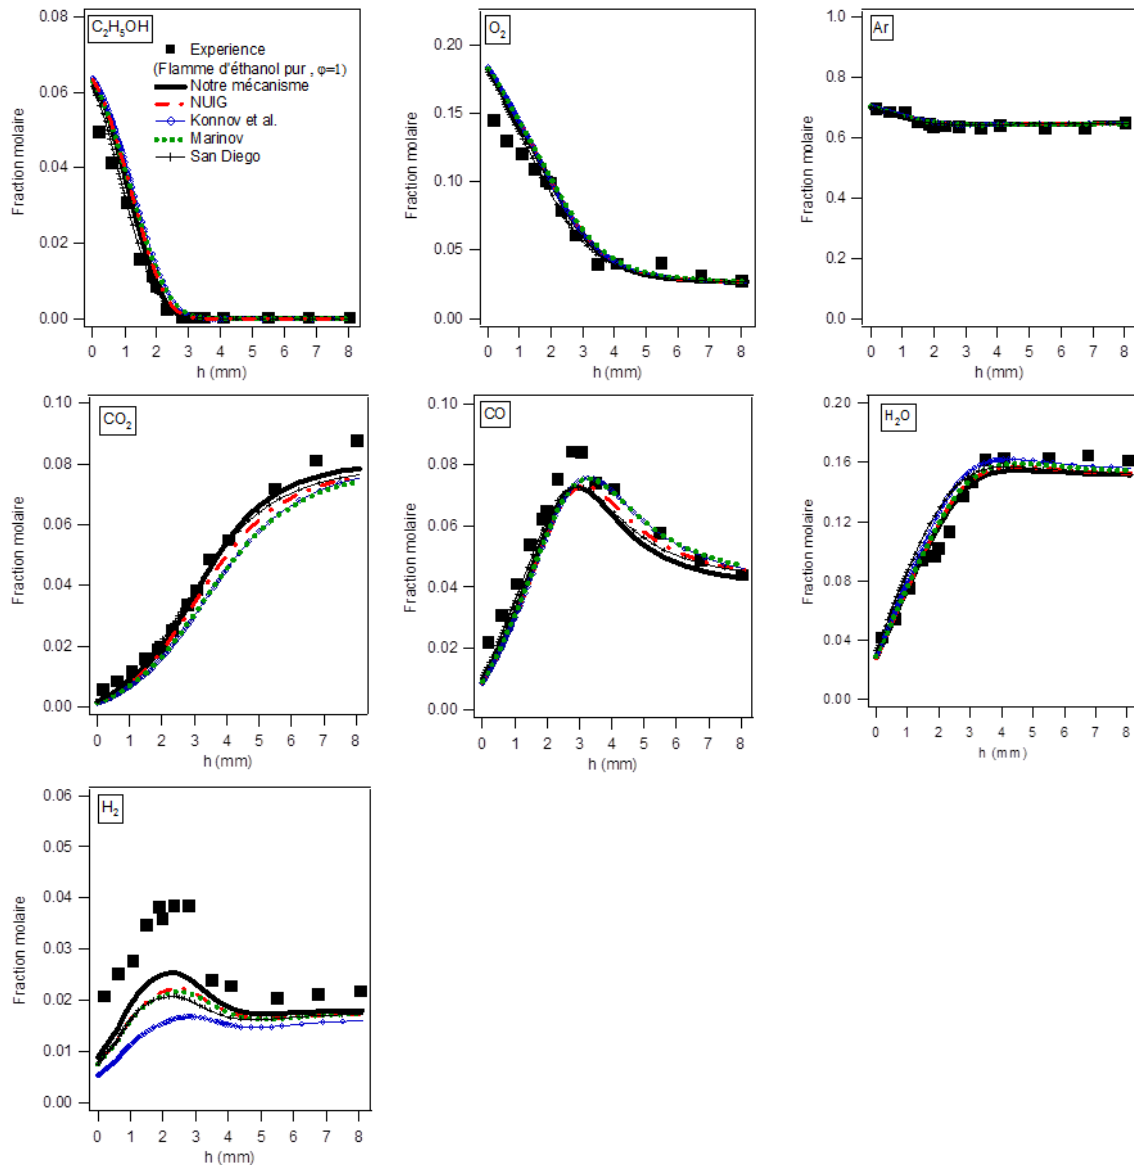 C₂H₅OH
Experience
(Flamme d'éthanol pur , φ=1)
Notre mécanisme
NUIG
Konnov et al.
Marinov
San Diego
0.08
0.06
0.04
0.02
0.00
Fraction molaire
0 1 2 3 4 5 6 7 8
h (mm)
O₂
0.20
0.15
0.10
0.05
0.00
Fraction molaire
0 1 2 3 4 5 6 7 8
h (mm)
Ar
1.0
0.8
0.6
0.4
0.2
0.0
Fraction molaire
0 1 2 3 4 5 6 7 8
h (mm)
CO₂
0.10
0.08
0.06
0.04
0.02
0.00
Fraction molaire
0 1 2 3 4 5 6 7 8
h (mm)
CO
0.10
0.08
0.06
0.04
0.02
0.00
Fraction molaire
0 1 2 3 4 5 6 7 8
h (mm)
H₂O
0.20
0.16
0.12
0.08
0.04
0.00
Fraction molaire
0 1 2 3 4 5 6 7 8
h (mm)
H₂
0.06
0.05
0.04
0.03
0.02
0.01
0.00
Fraction molaire
0 1 2 3 4 5 6 7 8
h (mm)